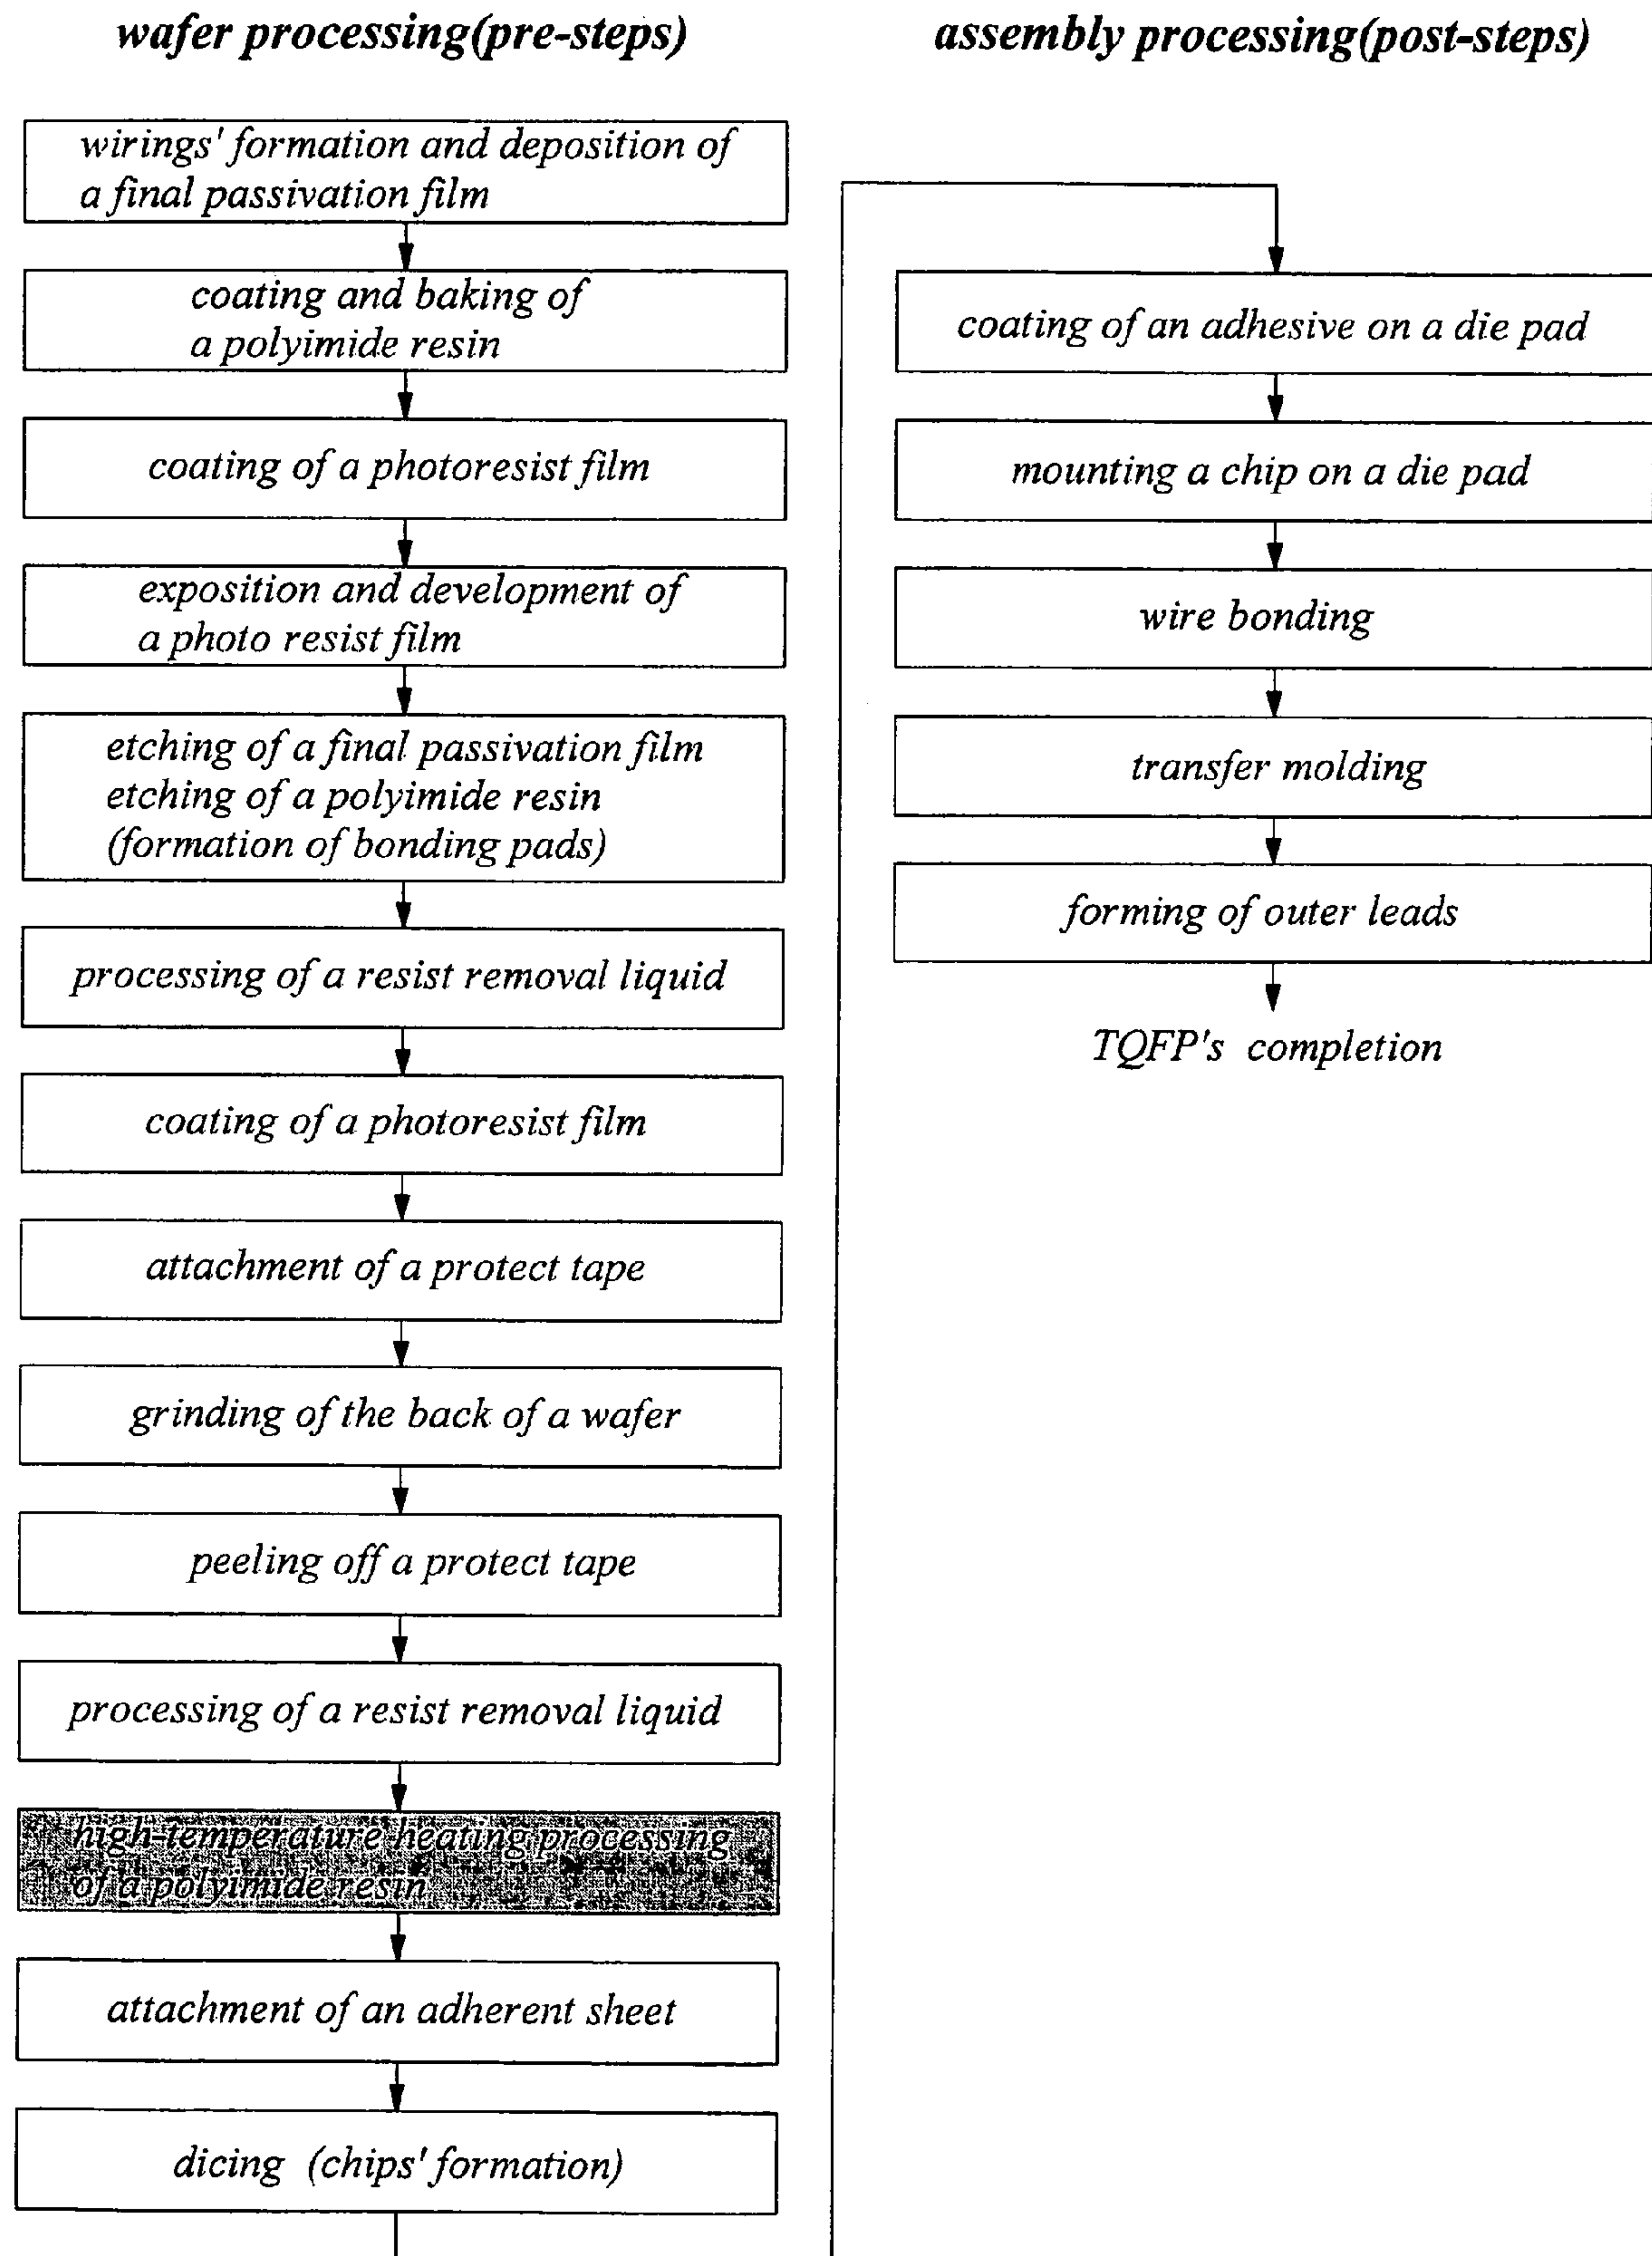 wafer processing(pre-steps)
wirings' formation and deposition of
a final passivation film
coating and baking of
a polyimide resin
coating of a photoresist film
exposition and development of
a photo resist film
etching of a final passivation film
etching of a polyimide resin
(formation of bonding pads)
processing of a resist removal liquid
coating of a photoresist film
attachment of a protect tape
grinding of the back of a wafer
peeling off a protect tape
processing of a resist removal liquid
high-temperature heating processing
of a polyimide resin
attachment of an adherent sheet
dicing (chips' formation)
assembly processing(post-steps)
coating of an adhesive on a die pad
mounting a chip on a die pad
wire bonding
transfer molding
forming of outer leads
TQFP's completion